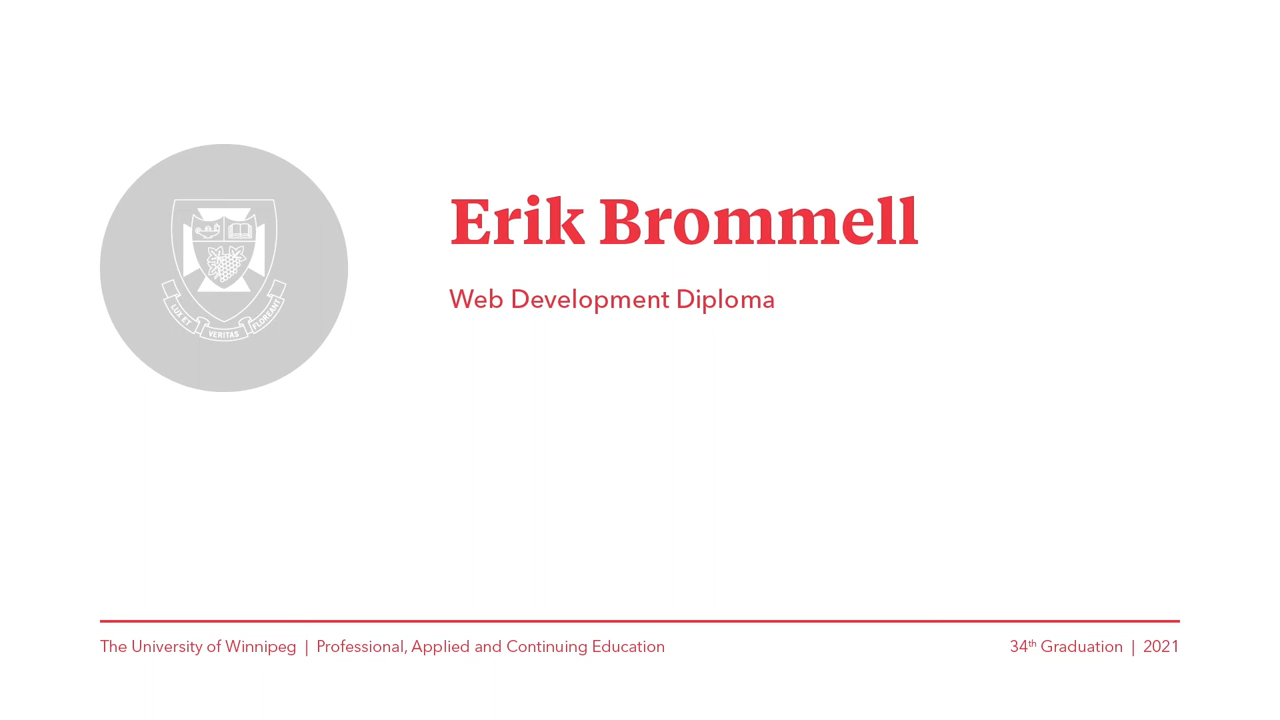 Erik Brommell
Web Development Diploma
LUX ET VERITAS FLOREANT
The University of Winnipeg | Professional, Applied and Continuing Education
34th Graduation | 2021